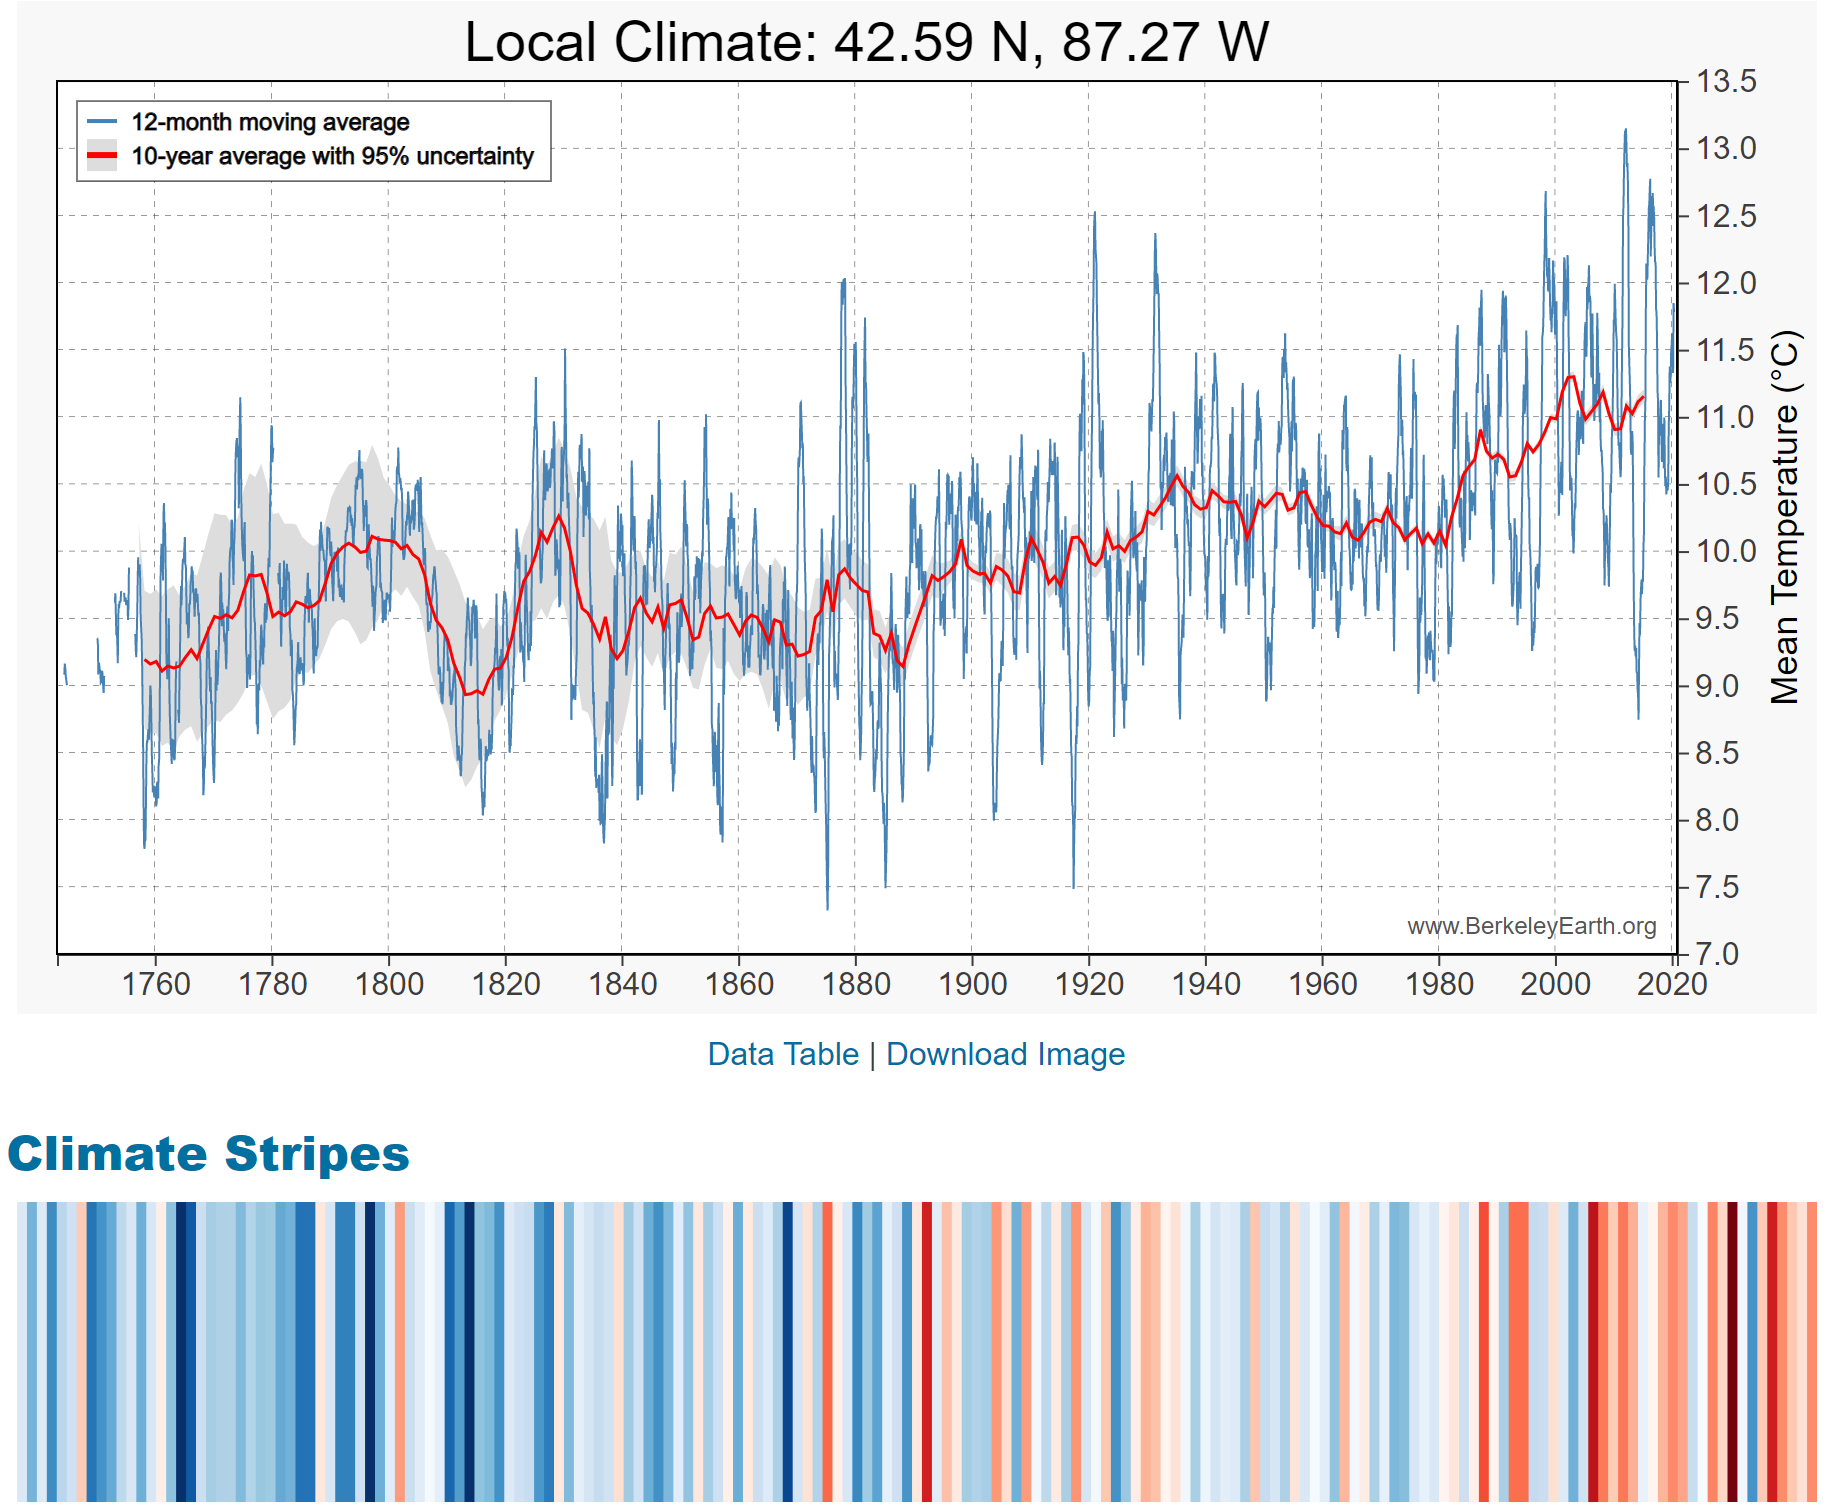 Local Climate: 42.59 N, 87.27 W
12-month moving average
10-year average with 95% uncertainty
13.5
13.0
12.5
12.0
11.5
11.0
10.5
10.0
9.5
9.0
8.5
8.0
7.5
7.0
Mean Temperature (°C)
www.BerkeleyEarth.org
1760 1780 1800 1820 1840 1860 1880 1900 1920 1940 1960 1980 2000 2020
Data Table | Download Image
Climate Stripes